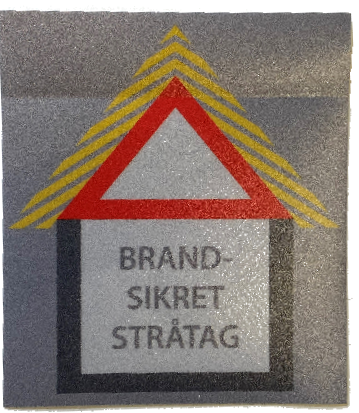 BRAND-
SIKRET
STRÅTAG